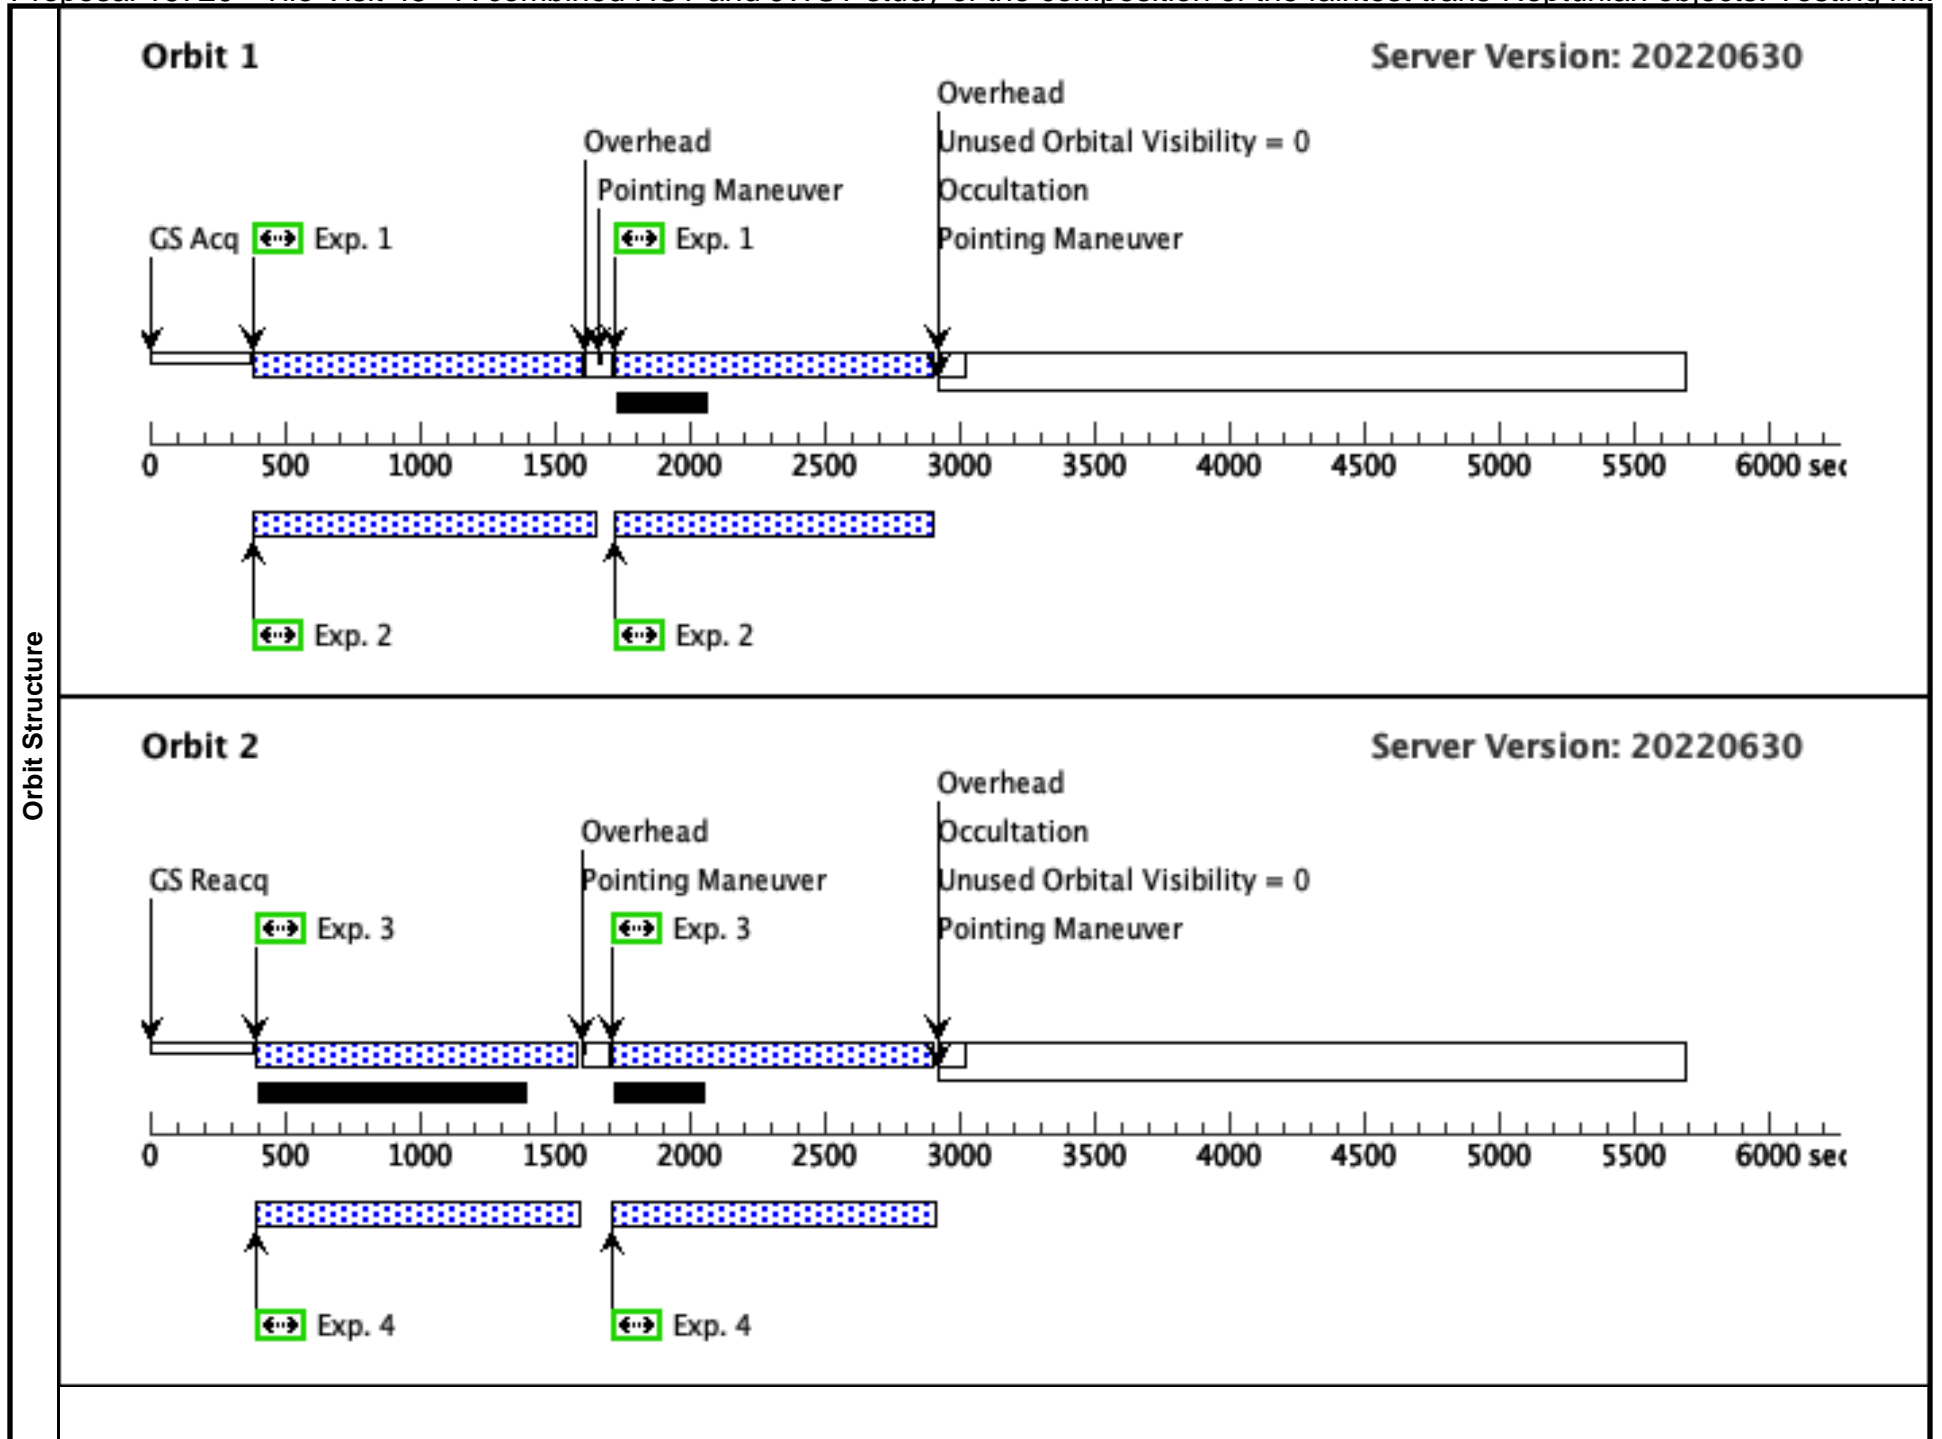 Orbit Structure
Orbit 1
Server Version: 20220630
Overhead
Overhead
Unused Orbital Visibility = 0
Pointing Maneuver
Occultation
GS Acq
Exp. 1
Exp. 1
Pointing Maneuver
0 500 1000 1500 2000 2500 3000 3500 4000 4500 5000 5500 6000 sec
Exp. 2
Exp. 2
Orbit 2
Server Version: 20220630
Overhead
Overhead
Occultation
GS Reacq
Pointing Maneuver
Unused Orbital Visibility = 0
Exp. 3
Exp. 3
Pointing Maneuver
0 500 1000 1500 2000 2500 3000 3500 4000 4500 5000 5500 6000 sec
Exp. 4
Exp. 4